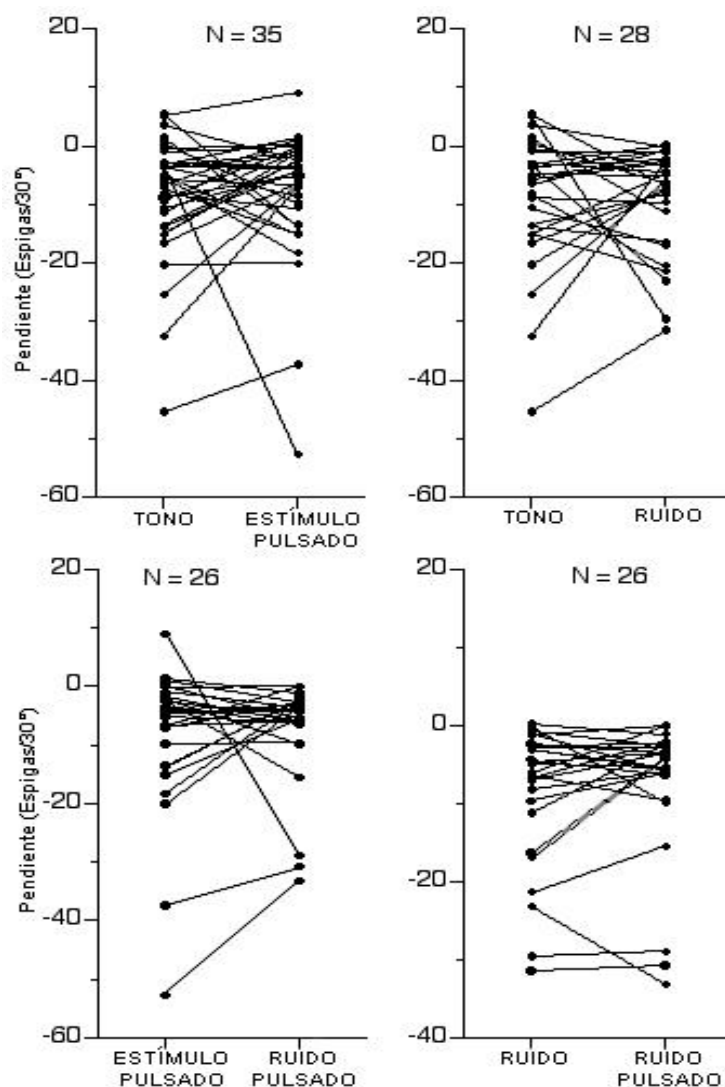 N = 35
20
0
-20
-40
-60
Pendiente (Espigas/30°)
TONO
ESTÍMULO
PULSADO
N = 28
20
0
-20
-40
-60
TONO
RUIDO
N = 26
20
0
-20
-40
-60
Pendiente (Espigas/30°)
ESTÍMULO
PULSADO
RUIDO
PULSADO
N = 26
20
0
-20
-40
RUIDO
RUIDO
PULSADO